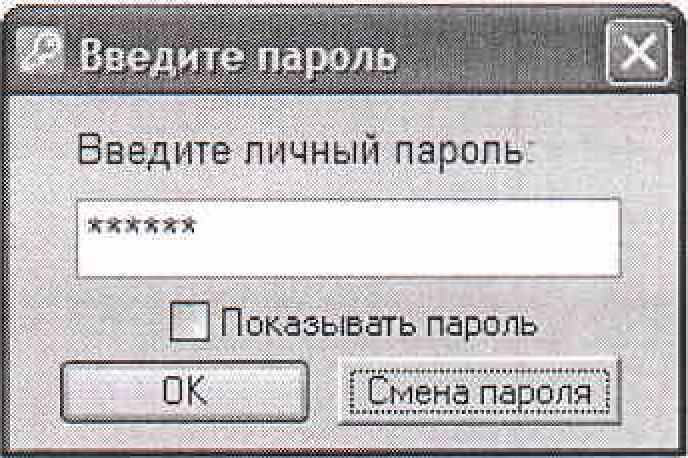 Введите пароль
Введите личный пароль:
******
Показывать пароль
OK
Смена пароля